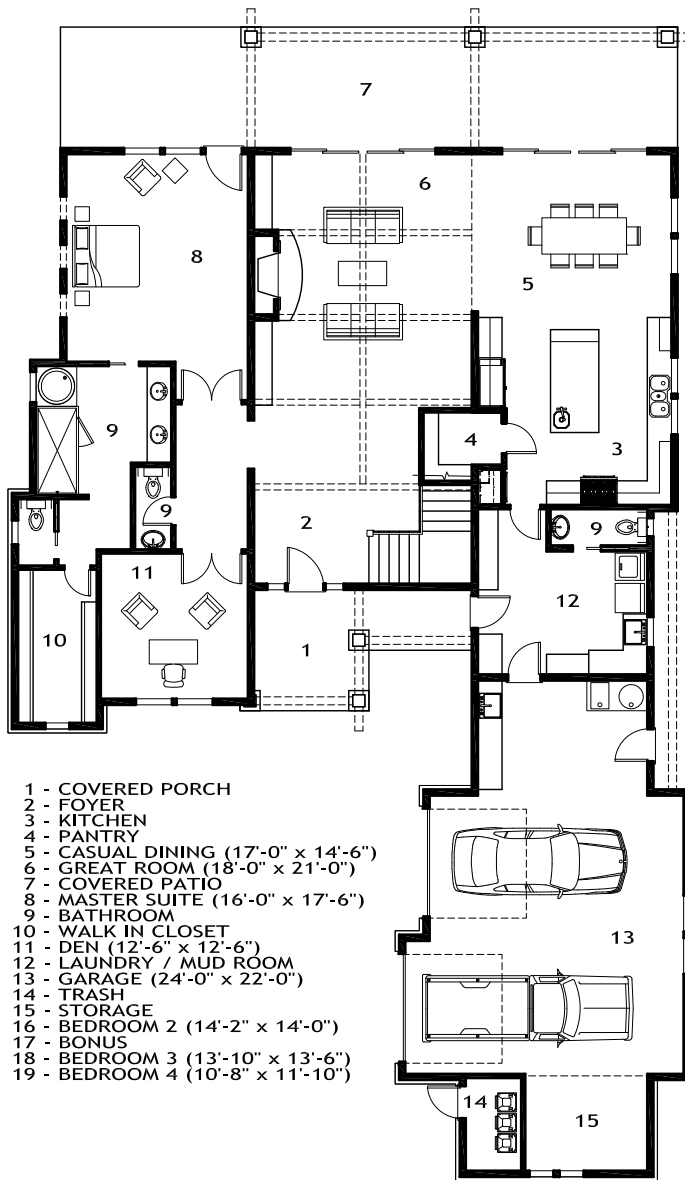 7
6
8
5
9
4
3
2
9
9
11
12
10
1
1 - COVERED PORCH
2 - FOYER
3 - KITCHEN
4 - PANTRY
5 - CASUAL DINING (17'-0" x 14'-6")
6 - GREAT ROOM (18'-0" x 21'-0")
7 - COVERED PATIO
8 - MASTER SUITE (16'-0" x 17'-6")
9 - BATHROOM
10 - WALK IN CLOSET
11 - DEN (12'-6" x 12'-6")
12 - LAUNDRY / MUD ROOM
13 - GARAGE (24'-0" x 22'-0")
14 - TRASH
15 - STORAGE
16 - BEDROOM 2 (14'-2" x 14'-0")
17 - BONUS
18 - BEDROOM 3 (13'-10" x 13'-6")
19 - BEDROOM 4 (10'-8" x 11'-10")
13
14
15